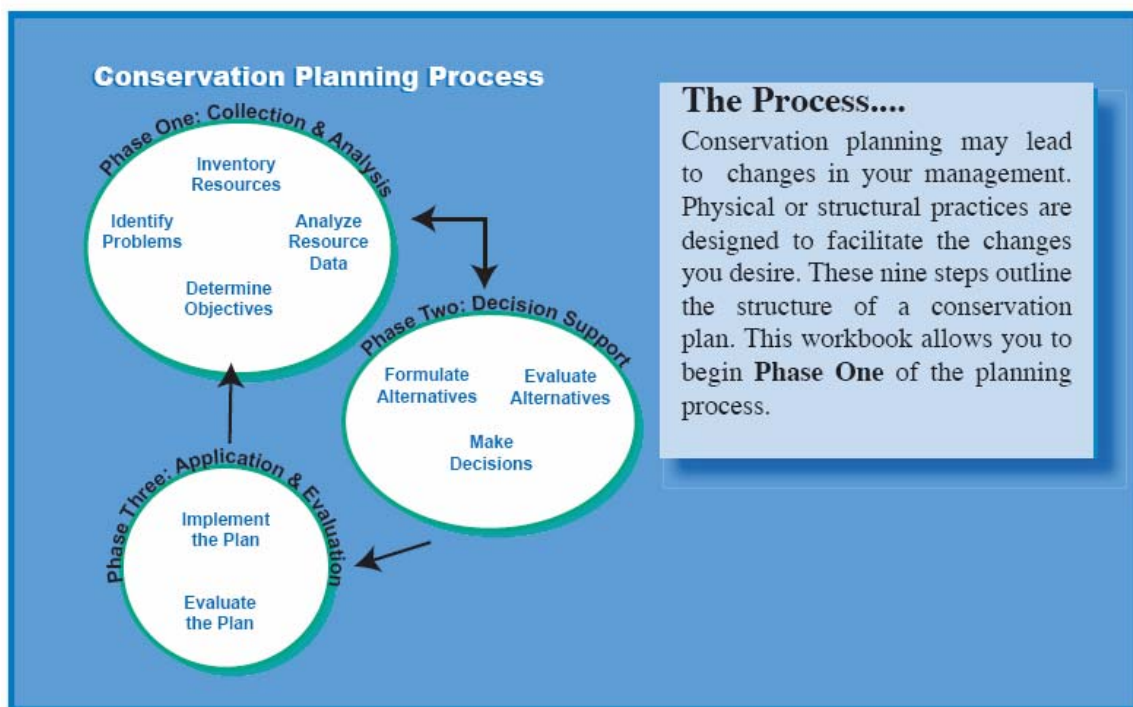 Conservation Planning Process
Phase One: Collection & Analysis
Inventory
Resources
Identify
Problems
Analyze
Resource
Data
Determine
Objectives
Phase Two: Decision Support
Formulate
Alternatives
Evaluate
Alternatives
Make
Decisions
Phase Three: Application & Evaluation
Implement
the Plan
Evaluate
the Plan
The Process....
Conservation planning may lead
to changes in your management.
Physical or structural practices are
designed to facilitate the changes
you desire. These nine steps outline
the structure of a conservation
plan. This workbook allows you to
begin Phase One of the planning
process.